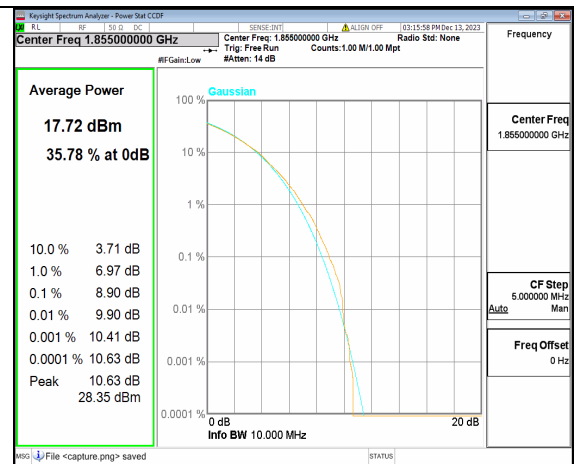 Keysight Spectrum Analyzer - Power Stat CCDF
RL RF 50 Ω DC SENSE:INT ALIGN OFF 03:15:58 PM Dec 13, 2023
Center Freq 1.855000000 GHz
Center Freq: 1.855000000 GHz Radio Std: None
Trig: Free Run Counts:1.00 M/1.00 Mpt
#IFGain:Low #Atten: 14 dB
Frequency
Average Power
17.72 dBm
35.78 % at 0dB
10.0 % 3.71 dB
1.0 % 6.97 dB
0.1 % 8.90 dB
0.01 % 9.90 dB
0.001 % 10.41 dB
0.0001 % 10.63 dB
Peak 10.63 dB
28.35 dBm
Gaussian
100 %
10 %
1 %
0.1 %
0.01 %
0.001 %
0.0001 %
0 dB 20 dB
Info BW 10.000 MHz
Center Freq
1.855000000 GHz
CF Step
5.000000 MHz
Auto Man
Freq Offset
0 Hz
MSG File <capture.png> saved STATUS